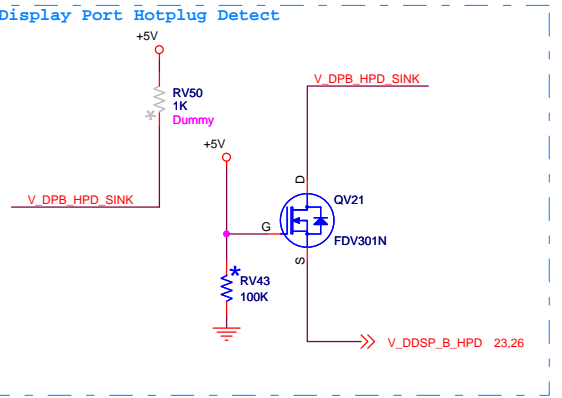 Display Port Hotplug Detect
+5V
RV50
1K
*
Dummy
V_DPB_HPD_SINK
+5V
V_DPB_HPD_SINK
D
QV21
G
FDV301N
S
*
RV43
100K
V_DDSP_B_HPD 23,26